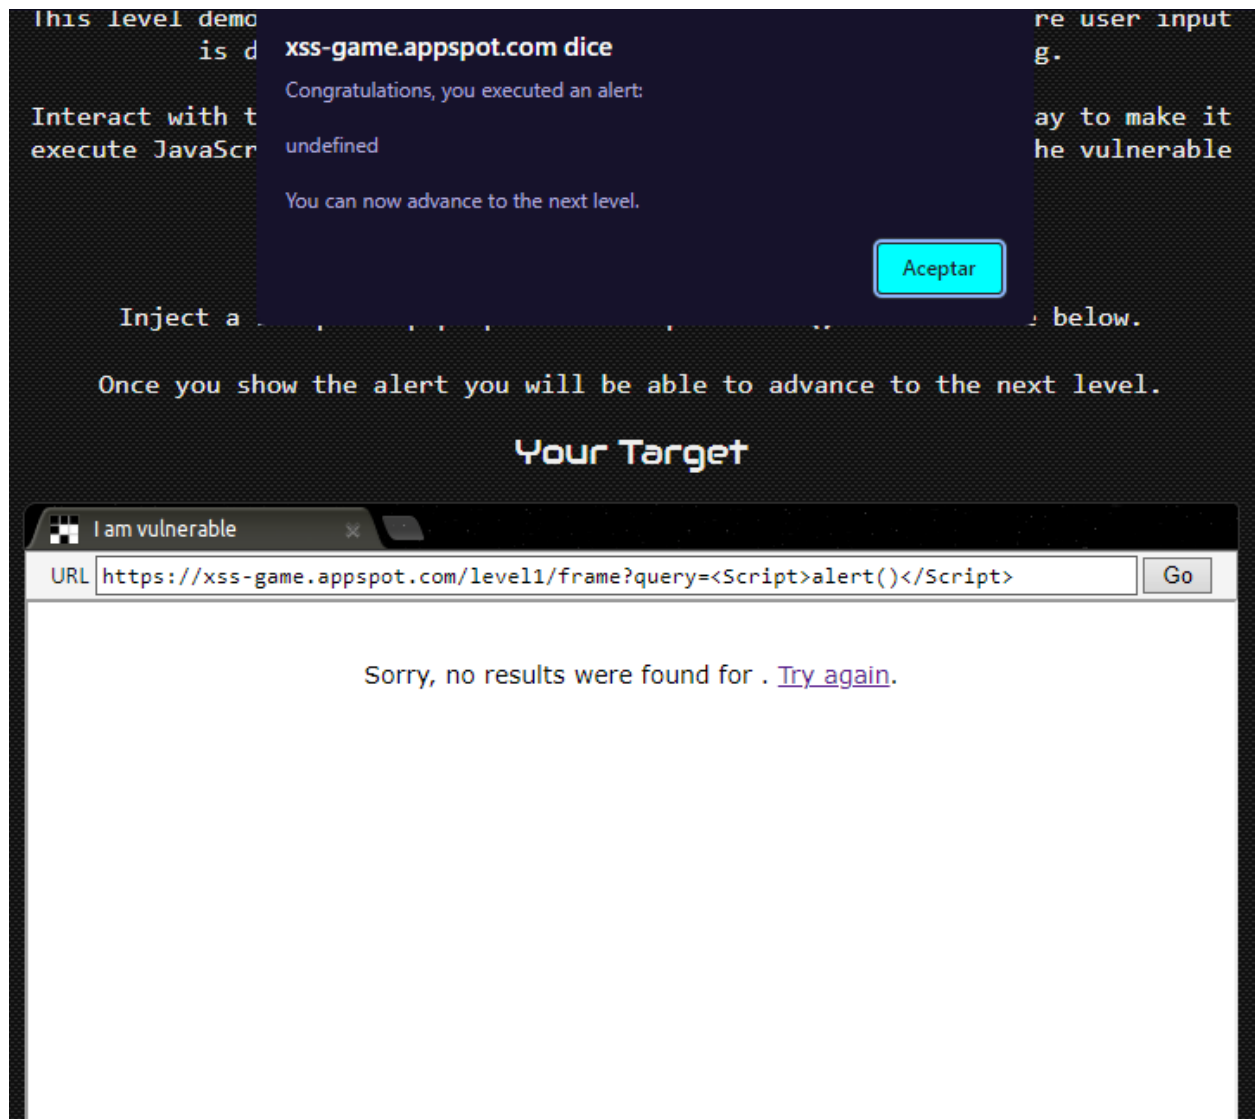 This level demo
re user input
is d
g.
xss-game.appspot.com dice
Congratulations, you executed an alert:
Interact with t
ay to make it
undefined
execute JavaScr
he vulnerable
You can now advance to the next level.
Aceptar
Inject a
below.
Once you show the alert you will be able to advance to the next level.
Your Target
I am vulnerable
URL https://xss-game.appspot.com/level1/frame?query=<Script>alert()</Script> Go
Sorry, no results were found for . Try again.